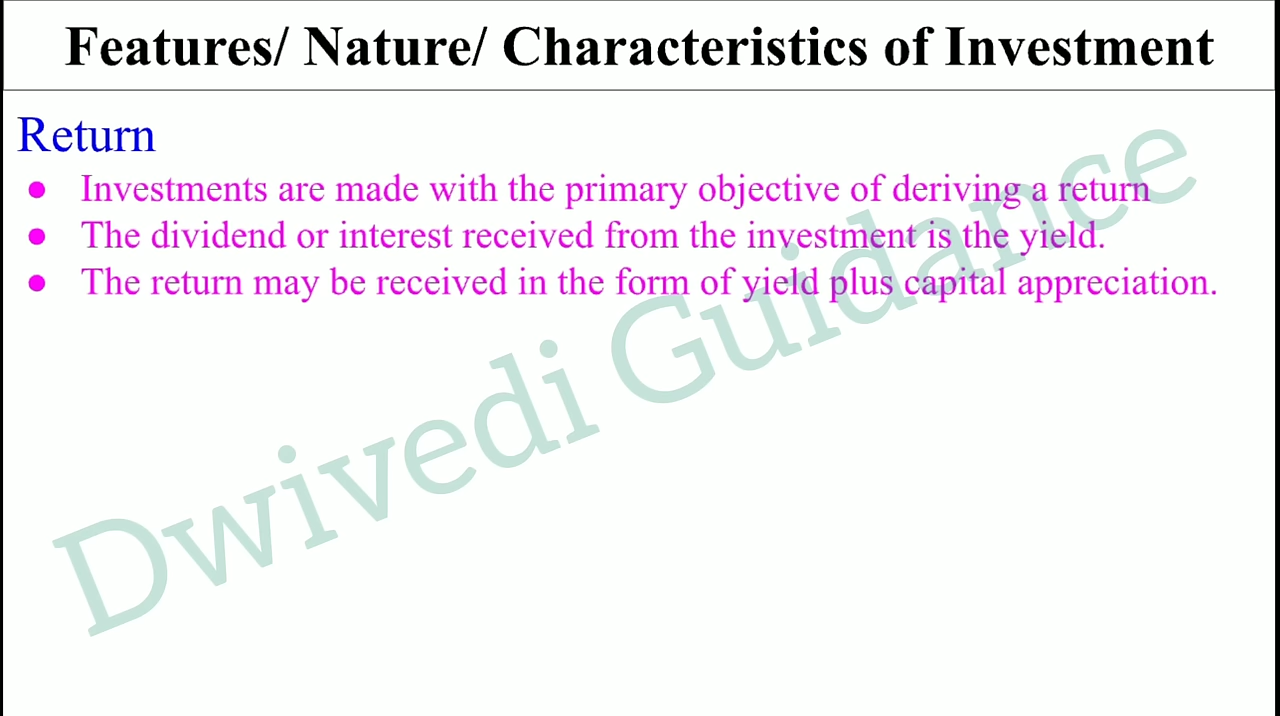 Features/ Nature/ Characteristics of Investment
Return
● Investments are made with the primary objective of deriving a return
● The dividend or interest received from the investment is the yield.
● The return may be received in the form of yield plus capital appreciation.
Dwivedi Guidance